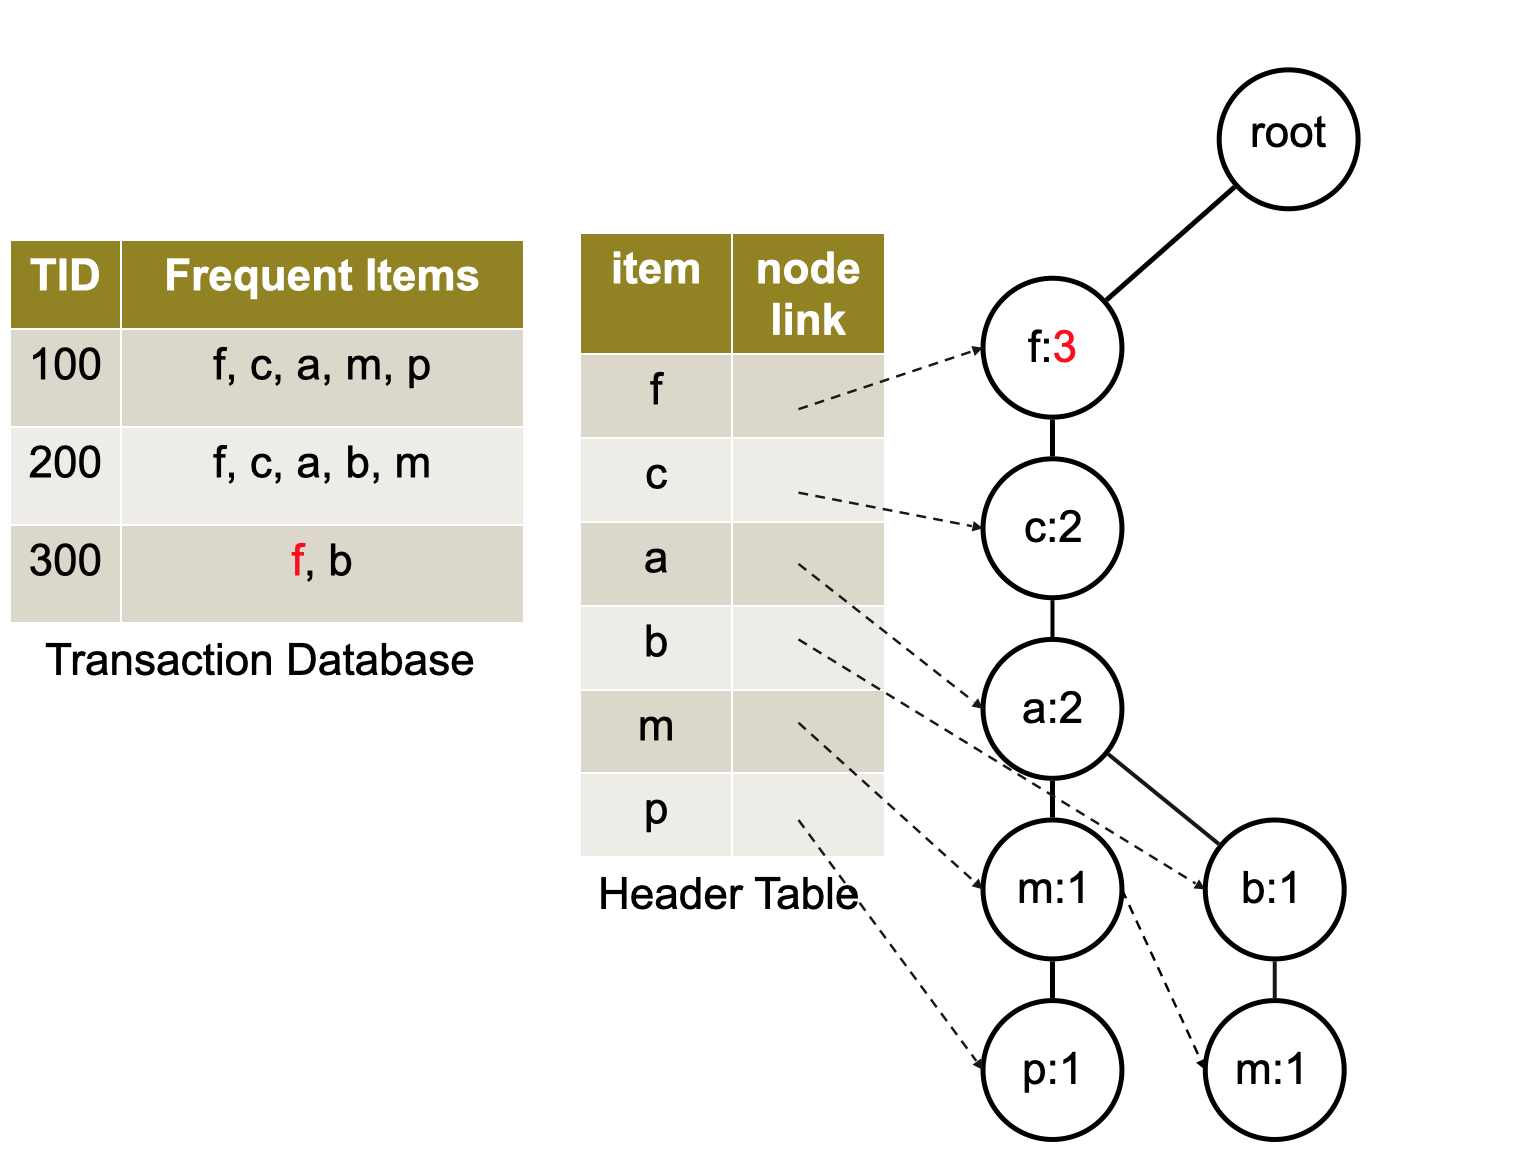 root
TID Frequent Items
100 f, c, a, m, p
200 f, c, a, b, m
300 f, b
Transaction Database
item node
link
f
c
a
b
m
p
Header Table
f:3
c:2
a:2
m:1 b:1
p:1 m:1